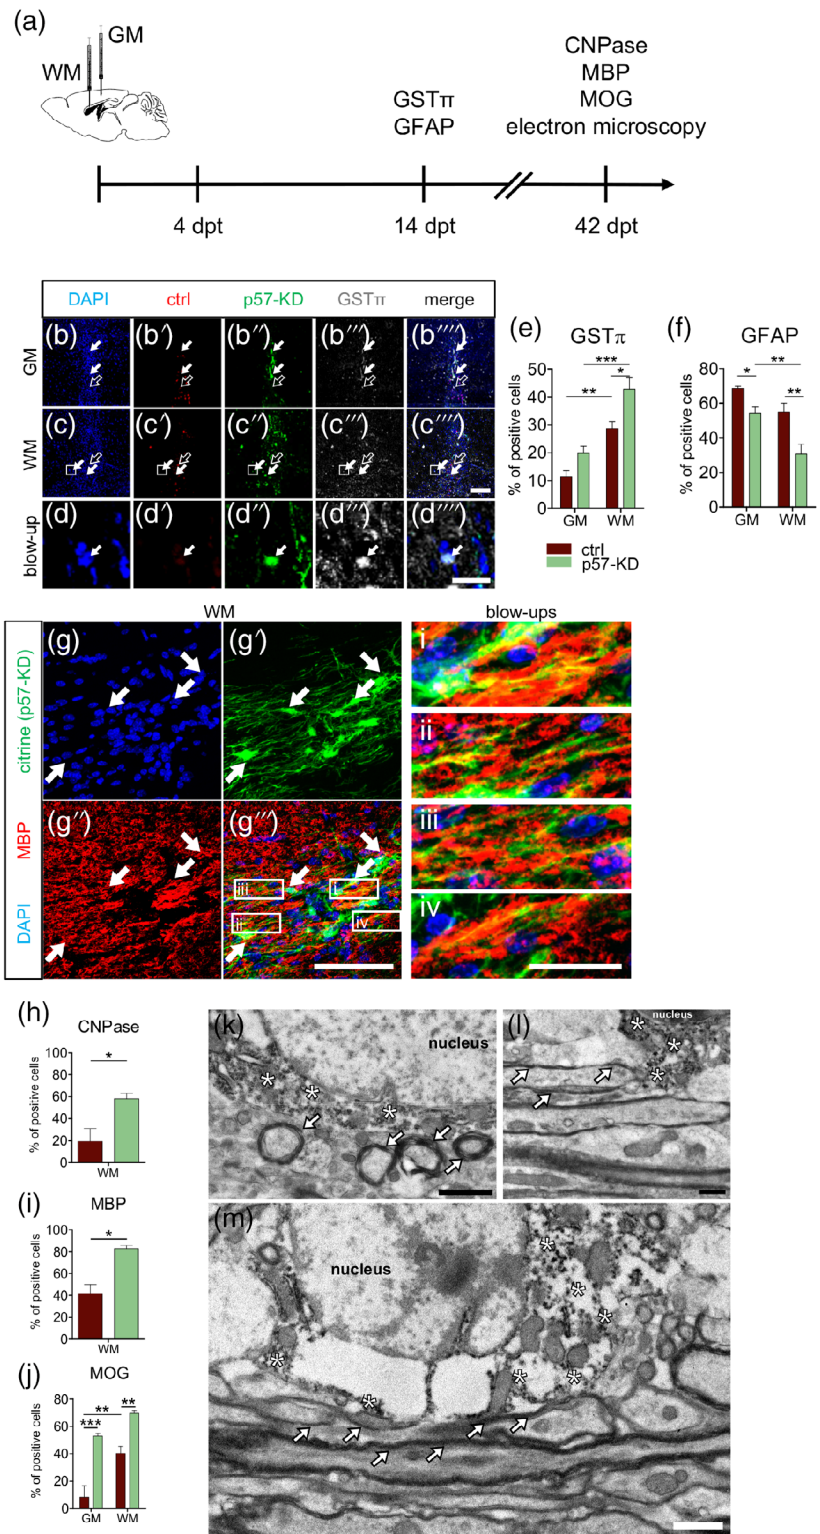 (a)
GM
WM
CNPase
MBP
GSTπ MOG
GFAP electron microscopy
4 dpt 14 dpt 42 dpt
DAPI ctrl p57-KD GSTπ merge
GM (b) (b′) (b′′) (b′′′) (b′′′′)
WM (c) (c′) (c′′) (c′′′) (c′′′′)
blow-up (d) (d′) (d′′) (d′′′) (d′′′′)
(e) GSTπ
% of positive cells
50
40
30
20
10
0
*** 
** *
GM WM
(f) GFAP
% of positive cells
80
60
40
20
0
**
* **
GM WM
ctrl
p57-KD
WM blow-ups
DAPI MBP citrine (p57-KD)
(g) (g′)
(g′′) (g′′′)
iii i
ii iv
i
ii
iii
iv
(h) CNPase
% of positive cells
100
80
60
40
20
0
*
WM
(i) MBP
% of positive cells
100
80
60
40
20
0
*
WM
(j) MOG
% of positive cells
80
60
40
20
0
** **
***
GM WM
(k) nucleus
* * *
(l) nucleus
* * * *
(m) nucleus
* * * * * * *